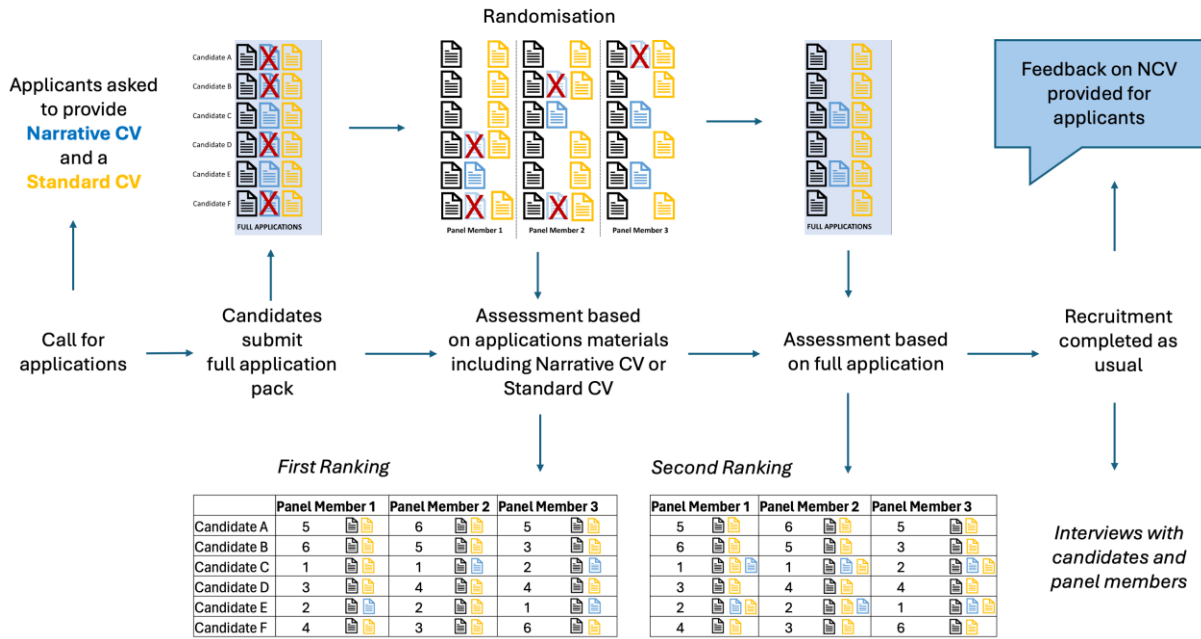 Randomisation
Applicants asked
to provide
Narrative CV
and a
Standard CV
Candidate A
Candidate B
Candidate C
Candidate D
Candidate E
Candidate F
FULL APPLICATIONS
Panel Member 1
Panel Member 2
Panel Member 3
FULL APPLICATIONS
Feedback on NCV
provided for
applicants
Call for
applications
Candidates
submit
full application
pack
Assessment based
on applications materials
including Narrative CV or
Standard CV
Assessment based
on full application
Recruitment
completed as
usual
First Ranking
Panel Member 1 Panel Member 2 Panel Member 3
Candidate A 5 6 5
Candidate B 6 5 3
Candidate C 1 1 2
Candidate D 3 4 4
Candidate E 2 2 1
Candidate F 4 3 6
Second Ranking
Panel Member 1 Panel Member 2 Panel Member 3
5 6 5
6 5 3
1 1 2
3 4 4
2 2 1
4 3 6
Interviews with
candidates and
panel members